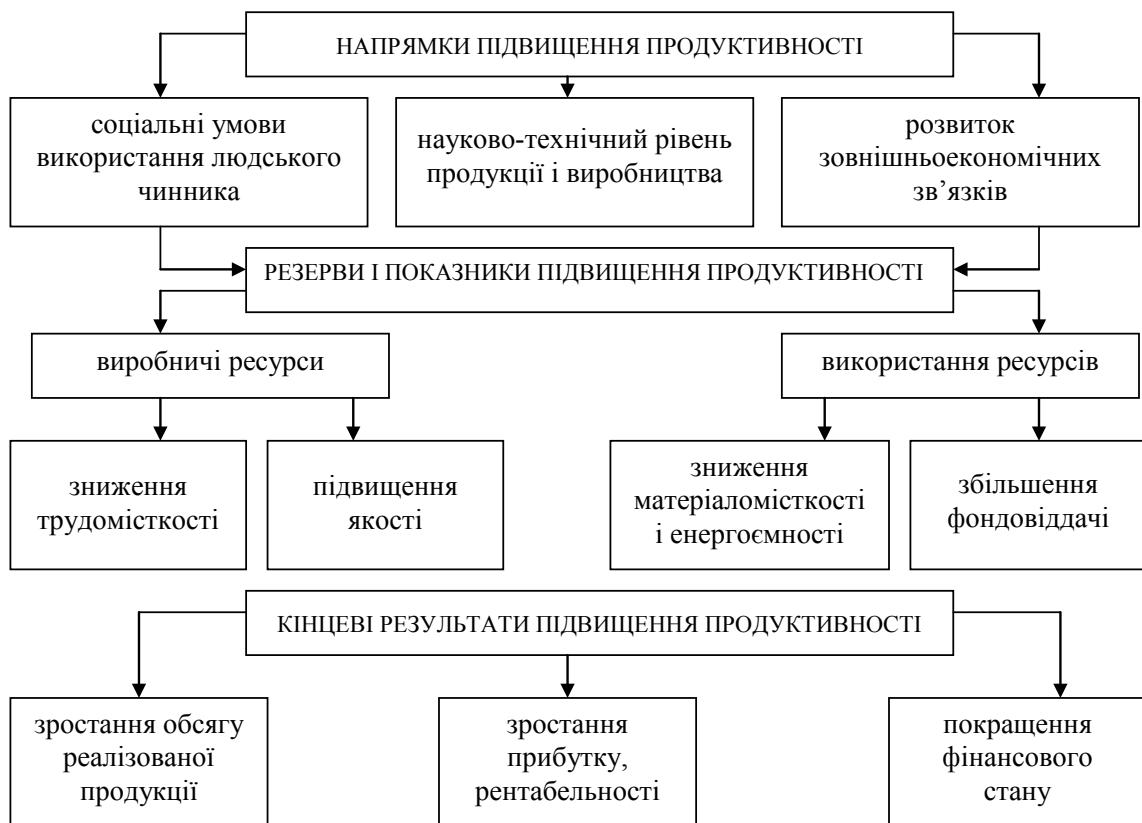 НАПРЯМКИ ПІДВИЩЕННЯ ПРОДУКТИВНОСТІ
соціальні умови
використання людського
чинника
науково-технічний рівень
продукції і виробництва
розвиток
зовнішньоекономічних
зв’язків
РЕЗЕРВИ І ПОКАЗНИКИ ПІДВИЩЕННЯ ПРОДУКТИВНОСТІ
виробничі ресурси
використання ресурсів
зниження
трудомісткості
підвищення
якості
зниження
матеріаломісткості
і енергоємності
збільшення
фондовіддачі
КІНЦЕВІ РЕЗУЛЬТАТИ ПІДВИЩЕННЯ ПРОДУКТИВНОСТІ
зростання обсягу
реалізованої
продукції
зростання
прибутку,
рентабельності
покращення
фінансового
стану